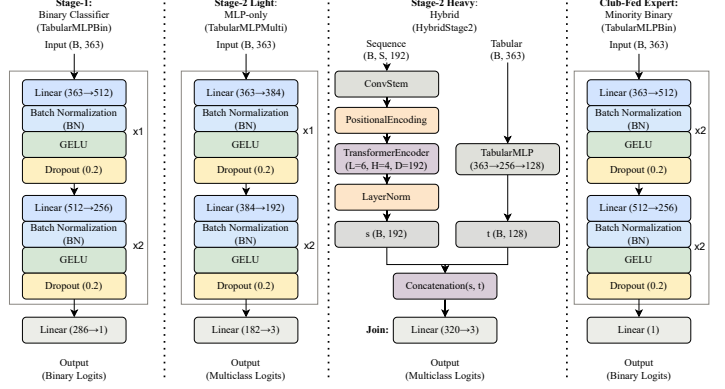 Stage-1:
Binary Classifier
(TabularMLPBin)
Input (B, 363)
Linear (363→512)
Batch Normalization
(BN)
x1
GELU
Dropout (0.2)
Linear (512→256)
Batch Normalization
(BN)
x2
GELU
Dropout (0.2)
Linear (286→1)
Output
(Binary Logits)
Stage-2 Light:
MLP-only
(TabularMLPMulti)
Input (B, 363)
Linear (363→384)
Batch Normalization
(BN)
x1
GELU
Dropout (0.2)
Linear (384→192)
Batch Normalization
(BN)
x2
GELU
Dropout (0.2)
Linear (182→3)
Output
(Multiclass Logits)
Stage-2 Heavy:
Hybrid
(HybridStage2)
Sequence
(B, S, 192)
Tabular
(B, 363)
ConvStem
PositionalEncoding
TransformerEncoder
(L=6, H=4, D=192)
TabularMLP
(363→256→128)
LayerNorm
s (B, 192)
t (B, 128)
Concatenation(s, t)
Join:
Linear (320→3)
Output
(Multiclass Logits)
Club-Fed Expert:
Minority Binary
(TabularMLPBin)
Input (B, 363)
Linear (363→512)
Batch Normalization
(BN)
x2
GELU
Dropout (0.2)
Linear (512→256)
Batch Normalization
(BN)
x2
GELU
Dropout (0.2)
Linear (1)
Output
(Binary Logits)